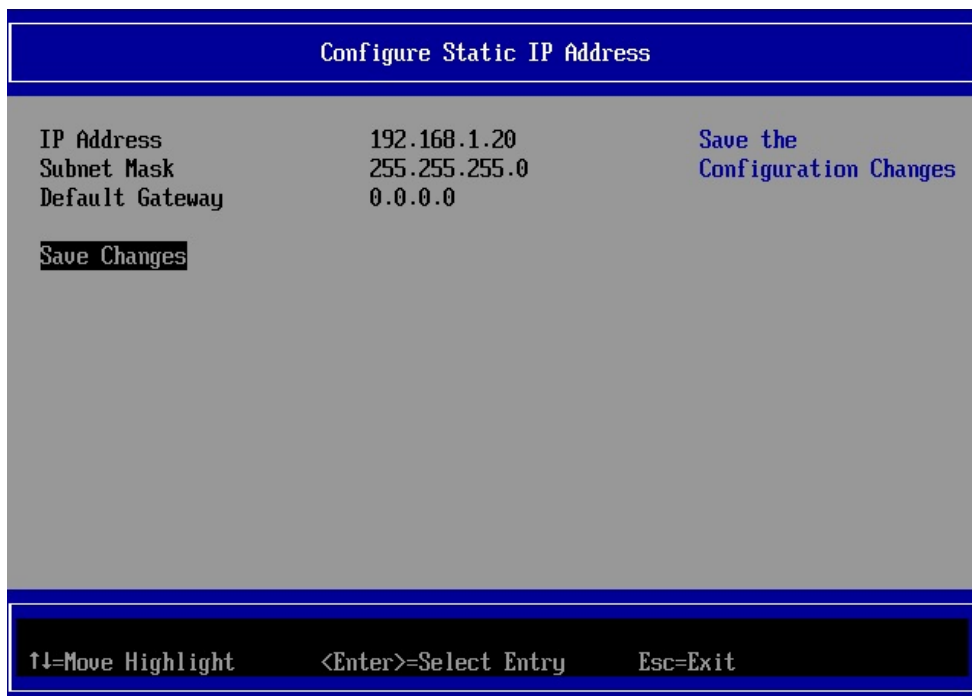 Configure Static IP Address
IP Address 192.168.1.20 Save the
Subnet Mask 255.255.255.0 Configuration Changes
Default Gateway 0.0.0.0
Save Changes
↑↓=Move Highlight <Enter>=Select Entry Esc=Exit